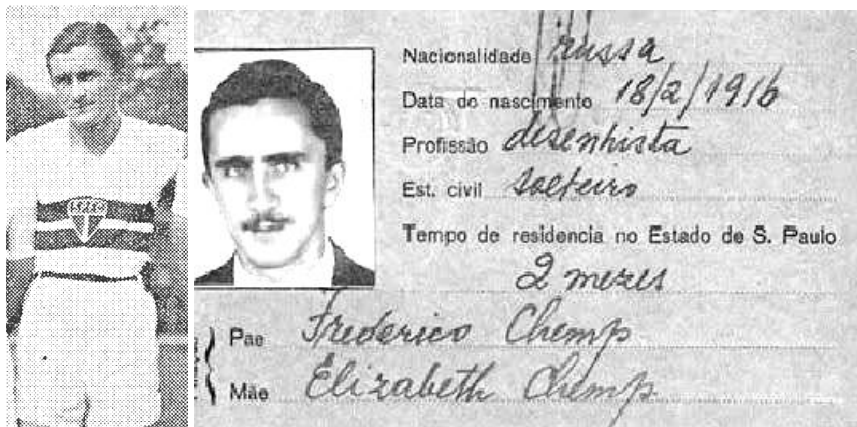 Nacionalidade russa
Data do nascimento 18/2/1916
Profissão desenhista
Est. civil solteiro
Tempo de residencia no Estado de S. Paulo
2 mezes
Pae Frederico Chemp
Mãe Elizabeth Chemp